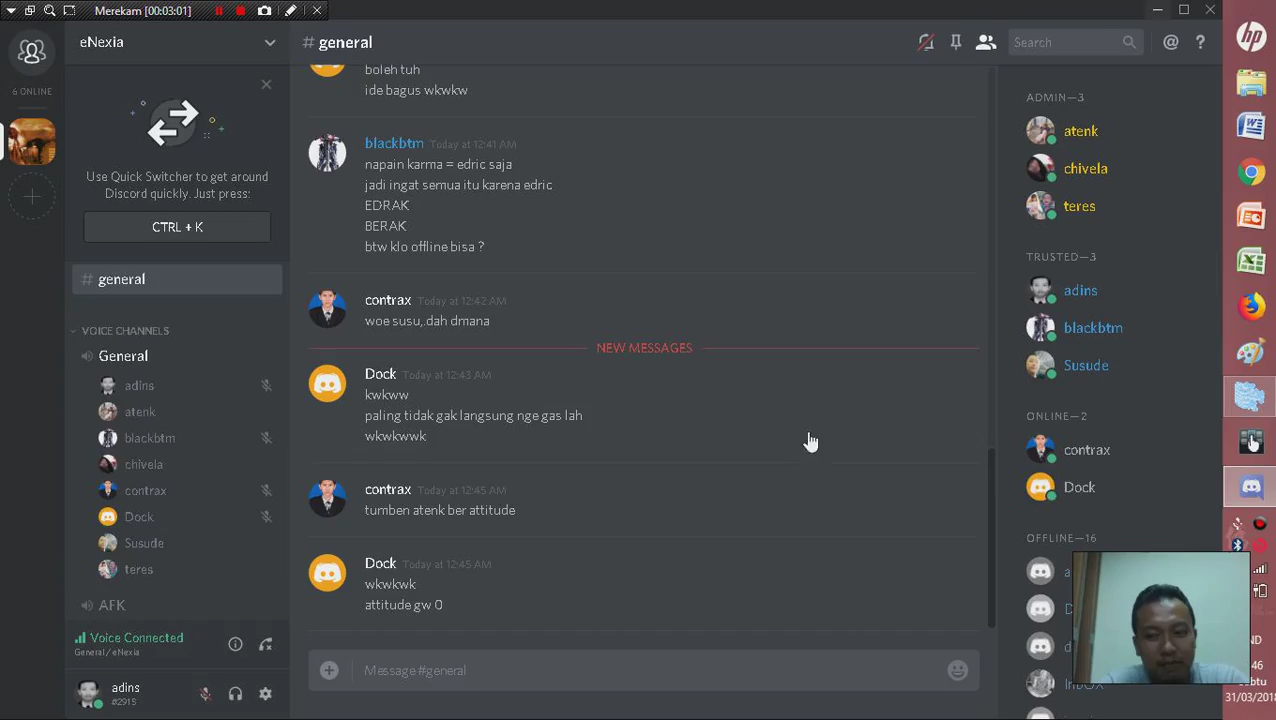 Merekam [00:03:01]
eNexia
# general
Search
6 ONLINE
Use Quick Switcher to get around
Discord quickly. Just press:
CTRL + K
# general
VOICE CHANNELS
General
adins
atenk
blackbtm
chivela
contrax
Dock
Susude
teres
AFK
Voice Connected
General / eNexia
adins
#2915
boleh tuh
ide bagus wkwkw
blackbtm Today at 12:41 AM
napain karma = edric saja
jadi ingat semua itu karena edric
EDRAK
BERAK
btw klo offline bisa ?
contrax Today at 12:42 AM
woe susu,.dah dmana
NEW MESSAGES
Dock Today at 12:43 AM
kwkww
paling tidak gak langsung nge gas lah
wkwkwwk
contrax Today at 12:45 AM
tumben atenk ber attitude
Dock Today at 12:45 AM
wkwkwk
attitude gw 0
Message #general
ADMIN—3
atenk
chivela
teres
TRUSTED—3
adins
blackbtm
Susude
ONLINE—2
contrax
Dock
OFFLINE—16
InBOX
hp
46
31/03/2018